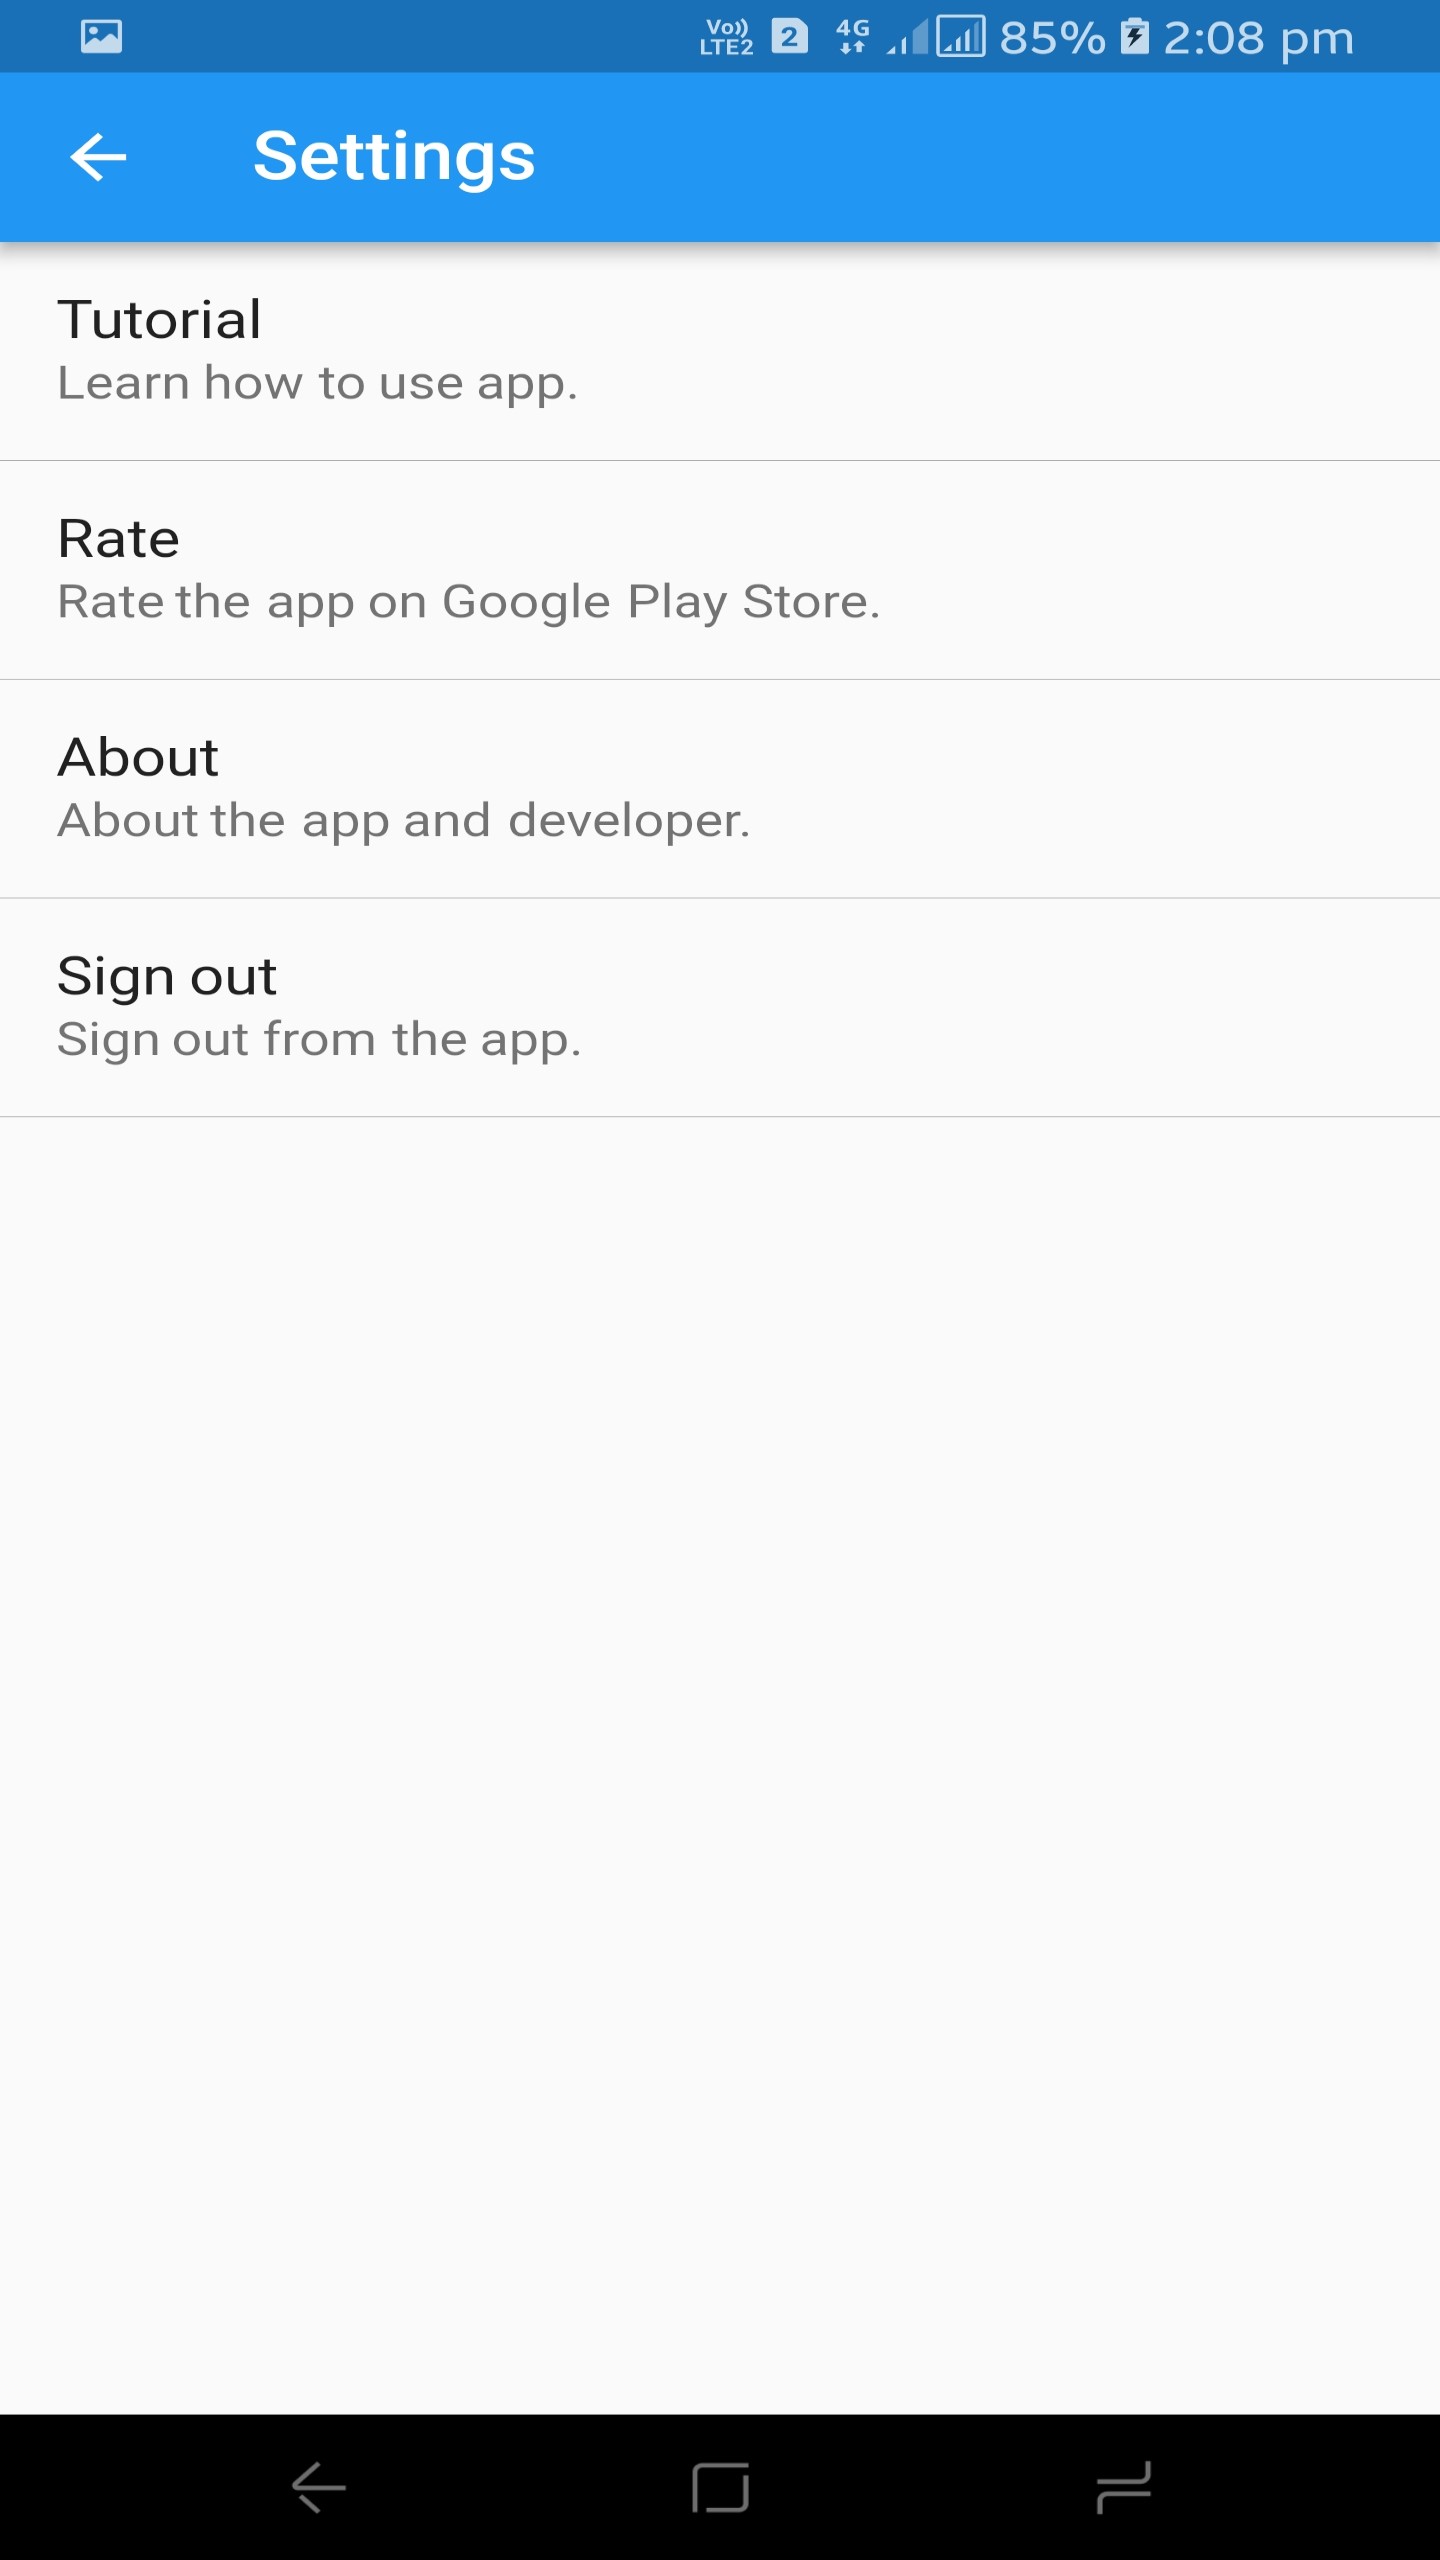 Vo)) LTE2 2 4G 85% 2:08 pm
Settings
Tutorial
Learn how to use app.
Rate
Rate the app on Google Play Store.
About
About the app and developer.
Sign out
Sign out from the app.